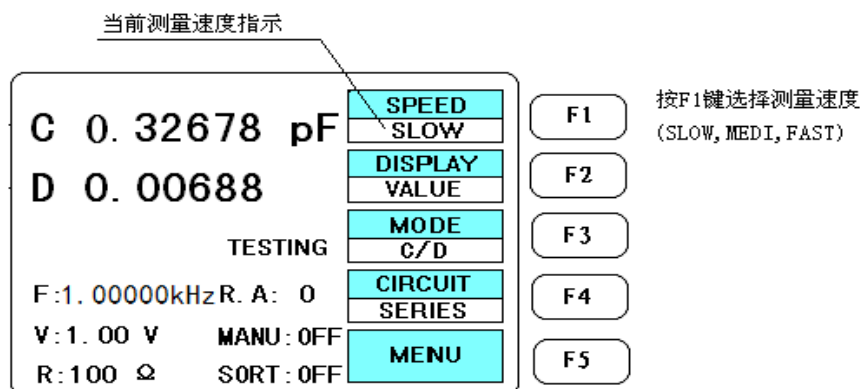 当前测量速度指示
C 0.32678 pF
D 0.00688
TESTING
F:1.00000kHz R.A: 0
V:1.00 V MANU:OFF
R:100 Ω SORT:OFF
SPEED
SLOW
DISPLAY
VALUE
MODE
C/D
CIRCUIT
SERIES
MENU
F1
F2
F3
F4
F5
按F1键选择测量速度
(SLOW,MEDI,FAST)